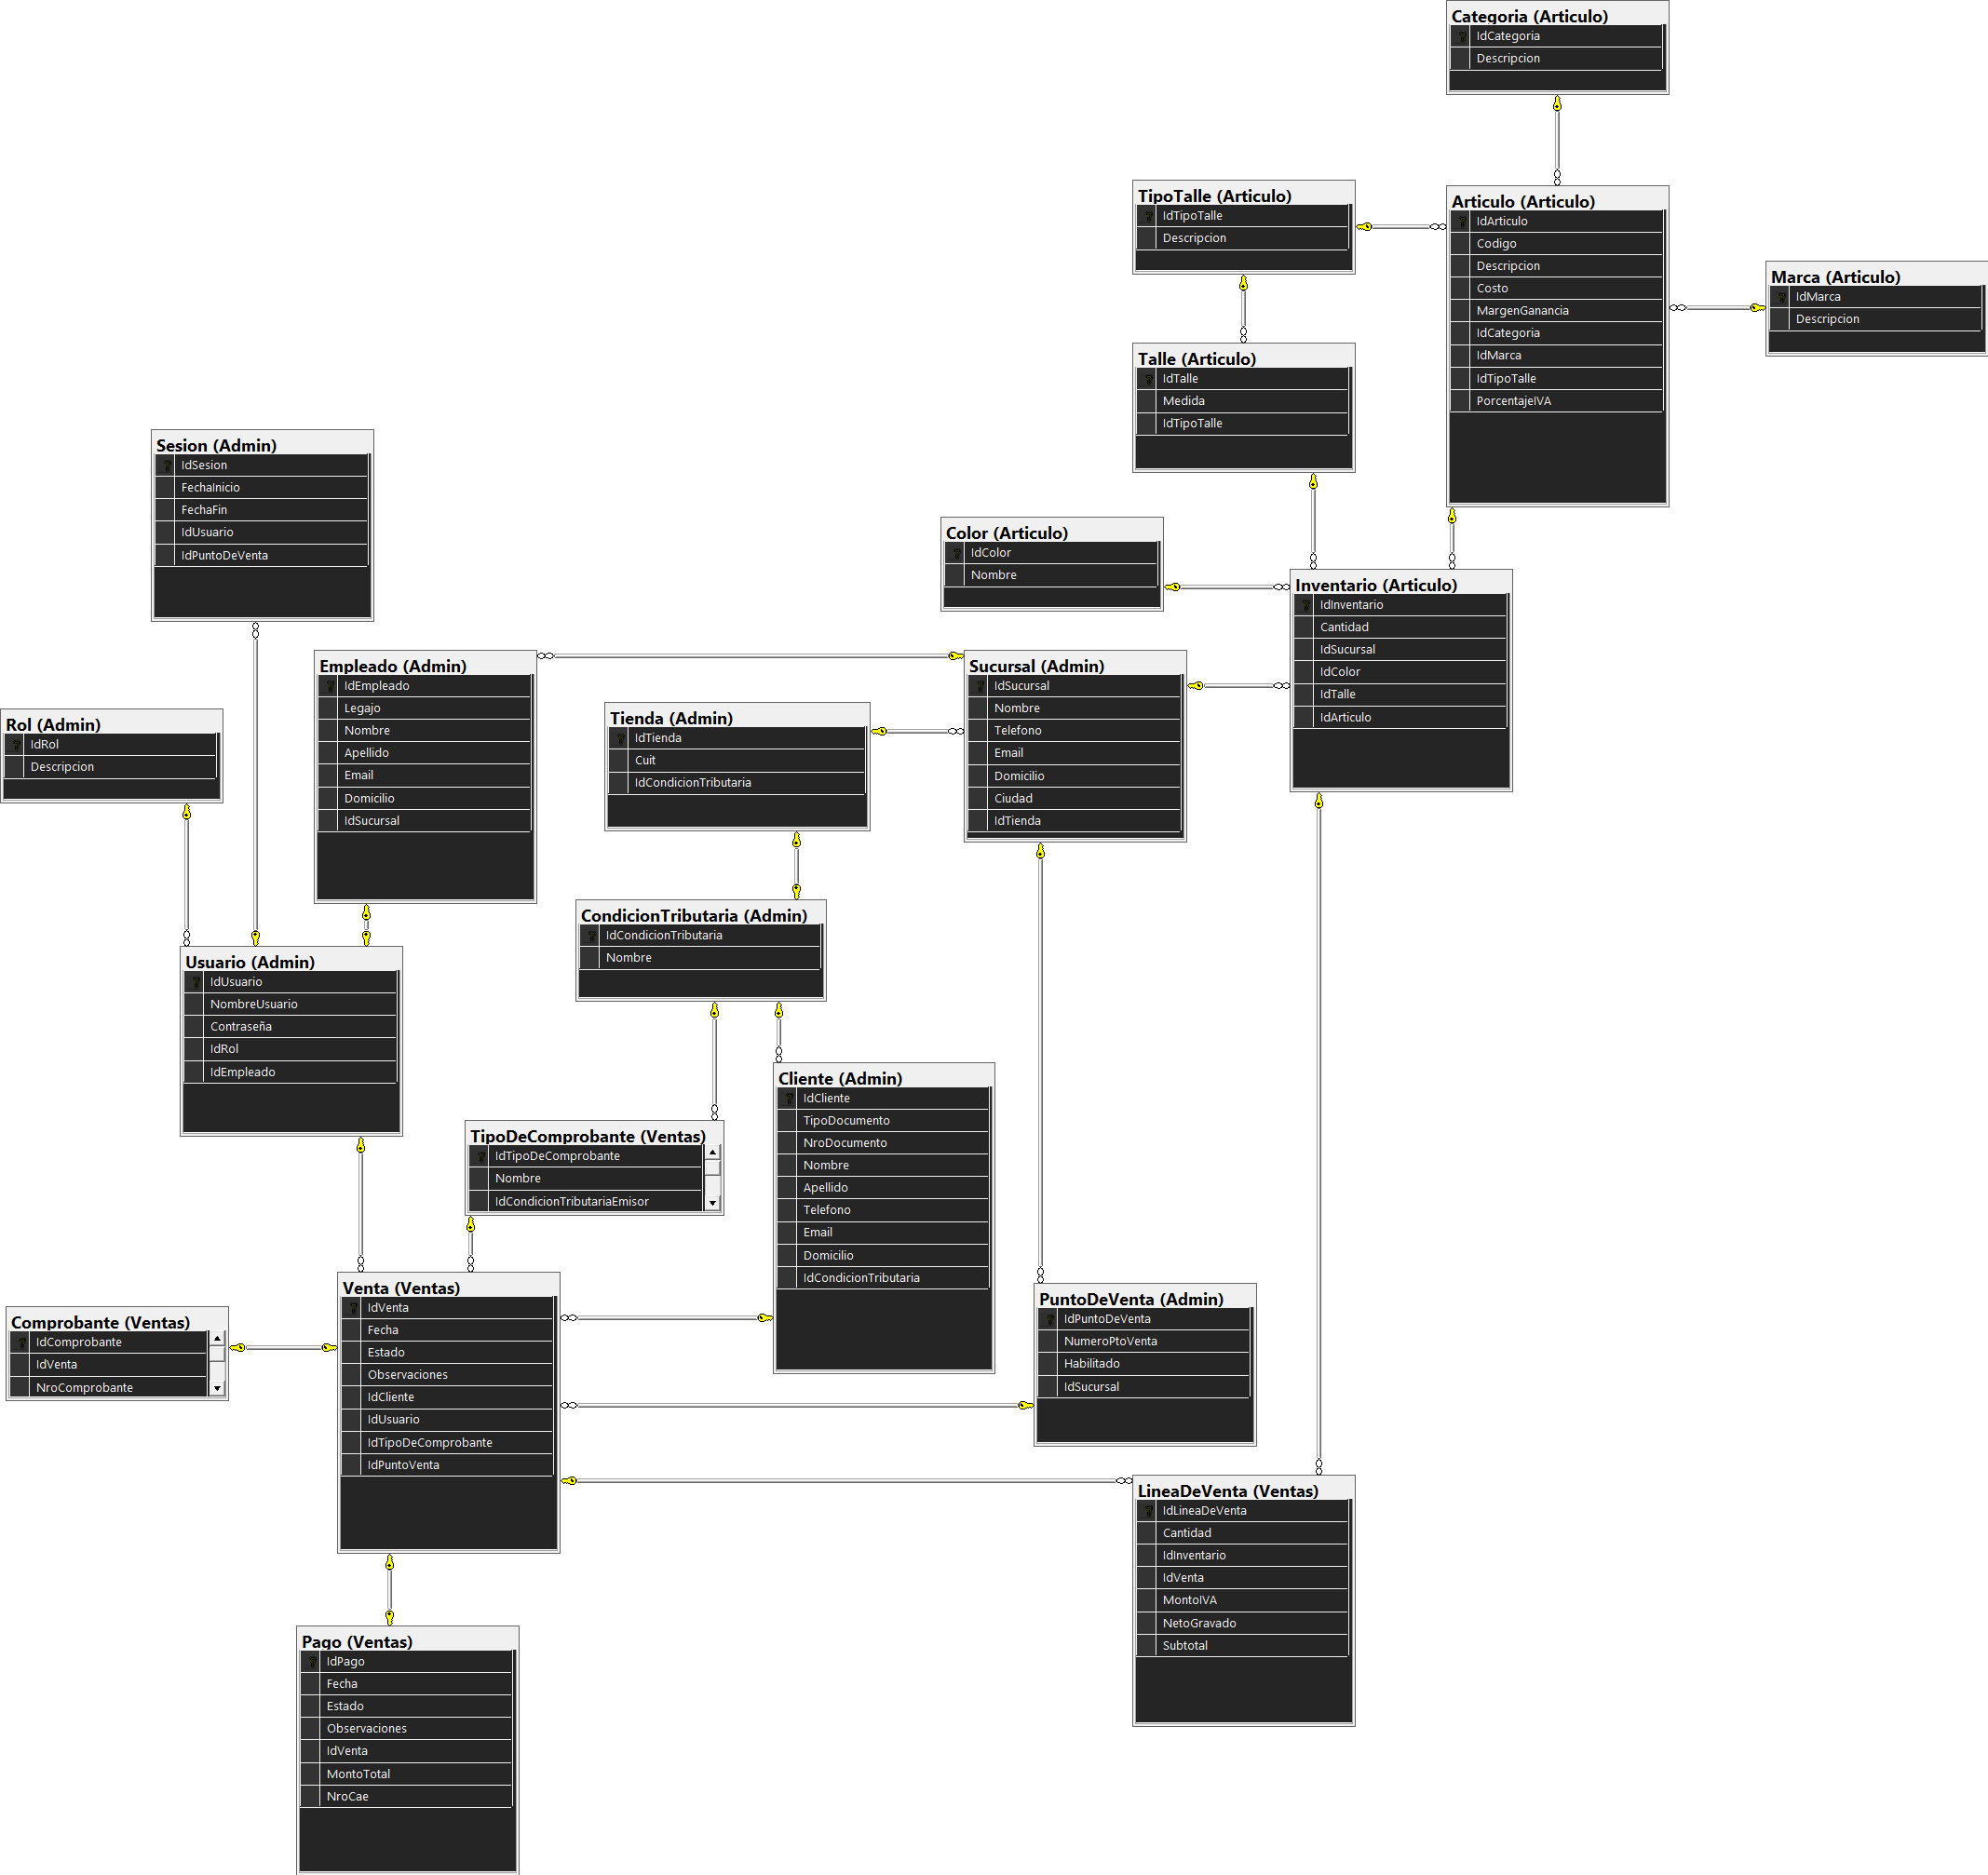 Categoria (Articulo)
IdCategoria
Descripcion
TipoTalle (Articulo)
IdTipoTalle
Descripcion
Articulo (Articulo)
IdArticulo
Codigo
Descripcion
Costo
MargenGanancia
IdCategoria
IdMarca
IdTipoTalle
PorcentajeIVA
Marca (Articulo)
IdMarca
Descripcion
Talle (Articulo)
IdTalle
Medida
IdTipoTalle
Sesion (Admin)
IdSesion
FechaInicio
FechaFin
IdUsuario
IdPuntoDeVenta
Color (Articulo)
IdColor
Nombre
Inventario (Articulo)
IdInventario
Cantidad
IdSucursal
IdColor
IdTalle
IdArticulo
Empleado (Admin)
IdEmpleado
Legajo
Nombre
Apellido
Email
Domicilio
IdSucursal
Sucursal (Admin)
IdSucursal
Nombre
Telefono
Email
Domicilio
Ciudad
IdTienda
Tienda (Admin)
IdTienda
Cuit
IdCondicionTributaria
Rol (Admin)
IdRol
Descripcion
CondicionTributaria (Admin)
IdCondicionTributaria
Nombre
Usuario (Admin)
IdUsuario
NombreUsuario
Contraseña
IdRol
IdEmpleado
Cliente (Admin)
IdCliente
TipoDocumento
NroDocumento
Nombre
Apellido
Telefono
Email
Domicilio
IdCondicionTributaria
TipoDeComprobante (Ventas)
IdTipoDeComprobante
Nombre
IdCondicionTributariaEmisor
Venta (Ventas)
IdVenta
Fecha
Estado
Observaciones
IdCliente
IdUsuario
IdTipoDeComprobante
IdPuntoVenta
PuntoDeVenta (Admin)
IdPuntoDeVenta
NumeroPtoVenta
Habilitado
IdSucursal
Comprobante (Ventas)
IdComprobante
IdVenta
NroComprobante
LineaDeVenta (Ventas)
IdLineaDeVenta
Cantidad
IdInventario
IdVenta
MontoIVA
NetoGravado
Subtotal
Pago (Ventas)
IdPago
Fecha
Estado
Observaciones
IdVenta
MontoTotal
NroCae